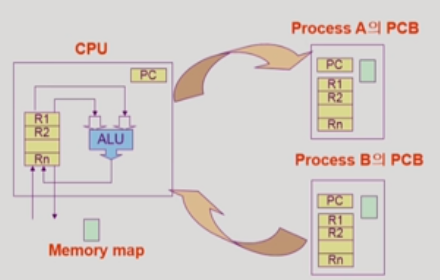 CPU
PC
R1
R2
Rn
ALU
Memory map
Process A의 PCB
PC
R1
R2
Rn
Process B의 PCB
PC
R1
R2
Rn